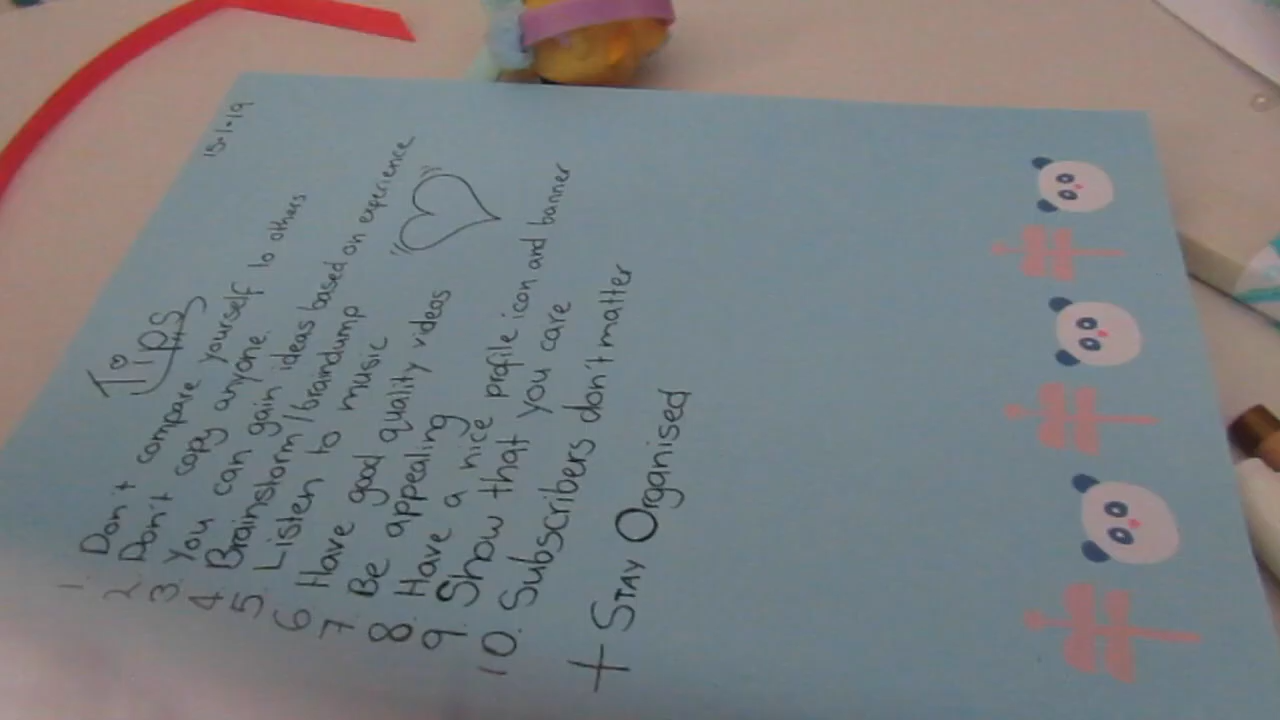 15.1.19
Tips
1. Don't compare yourself to others
2. Don't copy anyone.
3. You can gain ideas based on experience
4. Brainstorm/braindump
5. Listen to music
6. Have good quality videos
7. Be appealing
8. Have a nice profile icon and banner
9. Show that you care
10. Subscribers don't matter
+ STAY ORGANISED